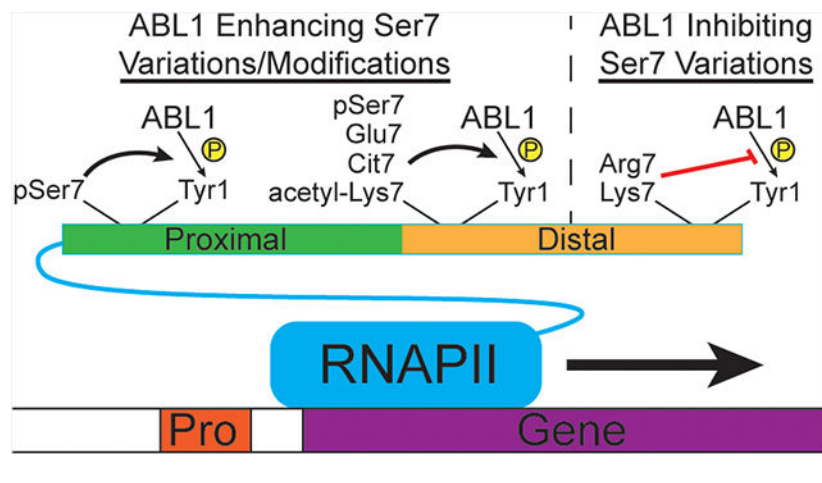 ABL1 Enhancing Ser7
Variations/Modifications
ABL1 Inhibiting
Ser7 Variations
ABL1
P
pSer7
Tyr1
pSer7
Glu7
Cit7
acetyl-Lys7
ABL1
P
Tyr1
ABL1
P
Arg7
Lys7
Tyr1
Proximal
Distal
RNAPII
Pro
Gene